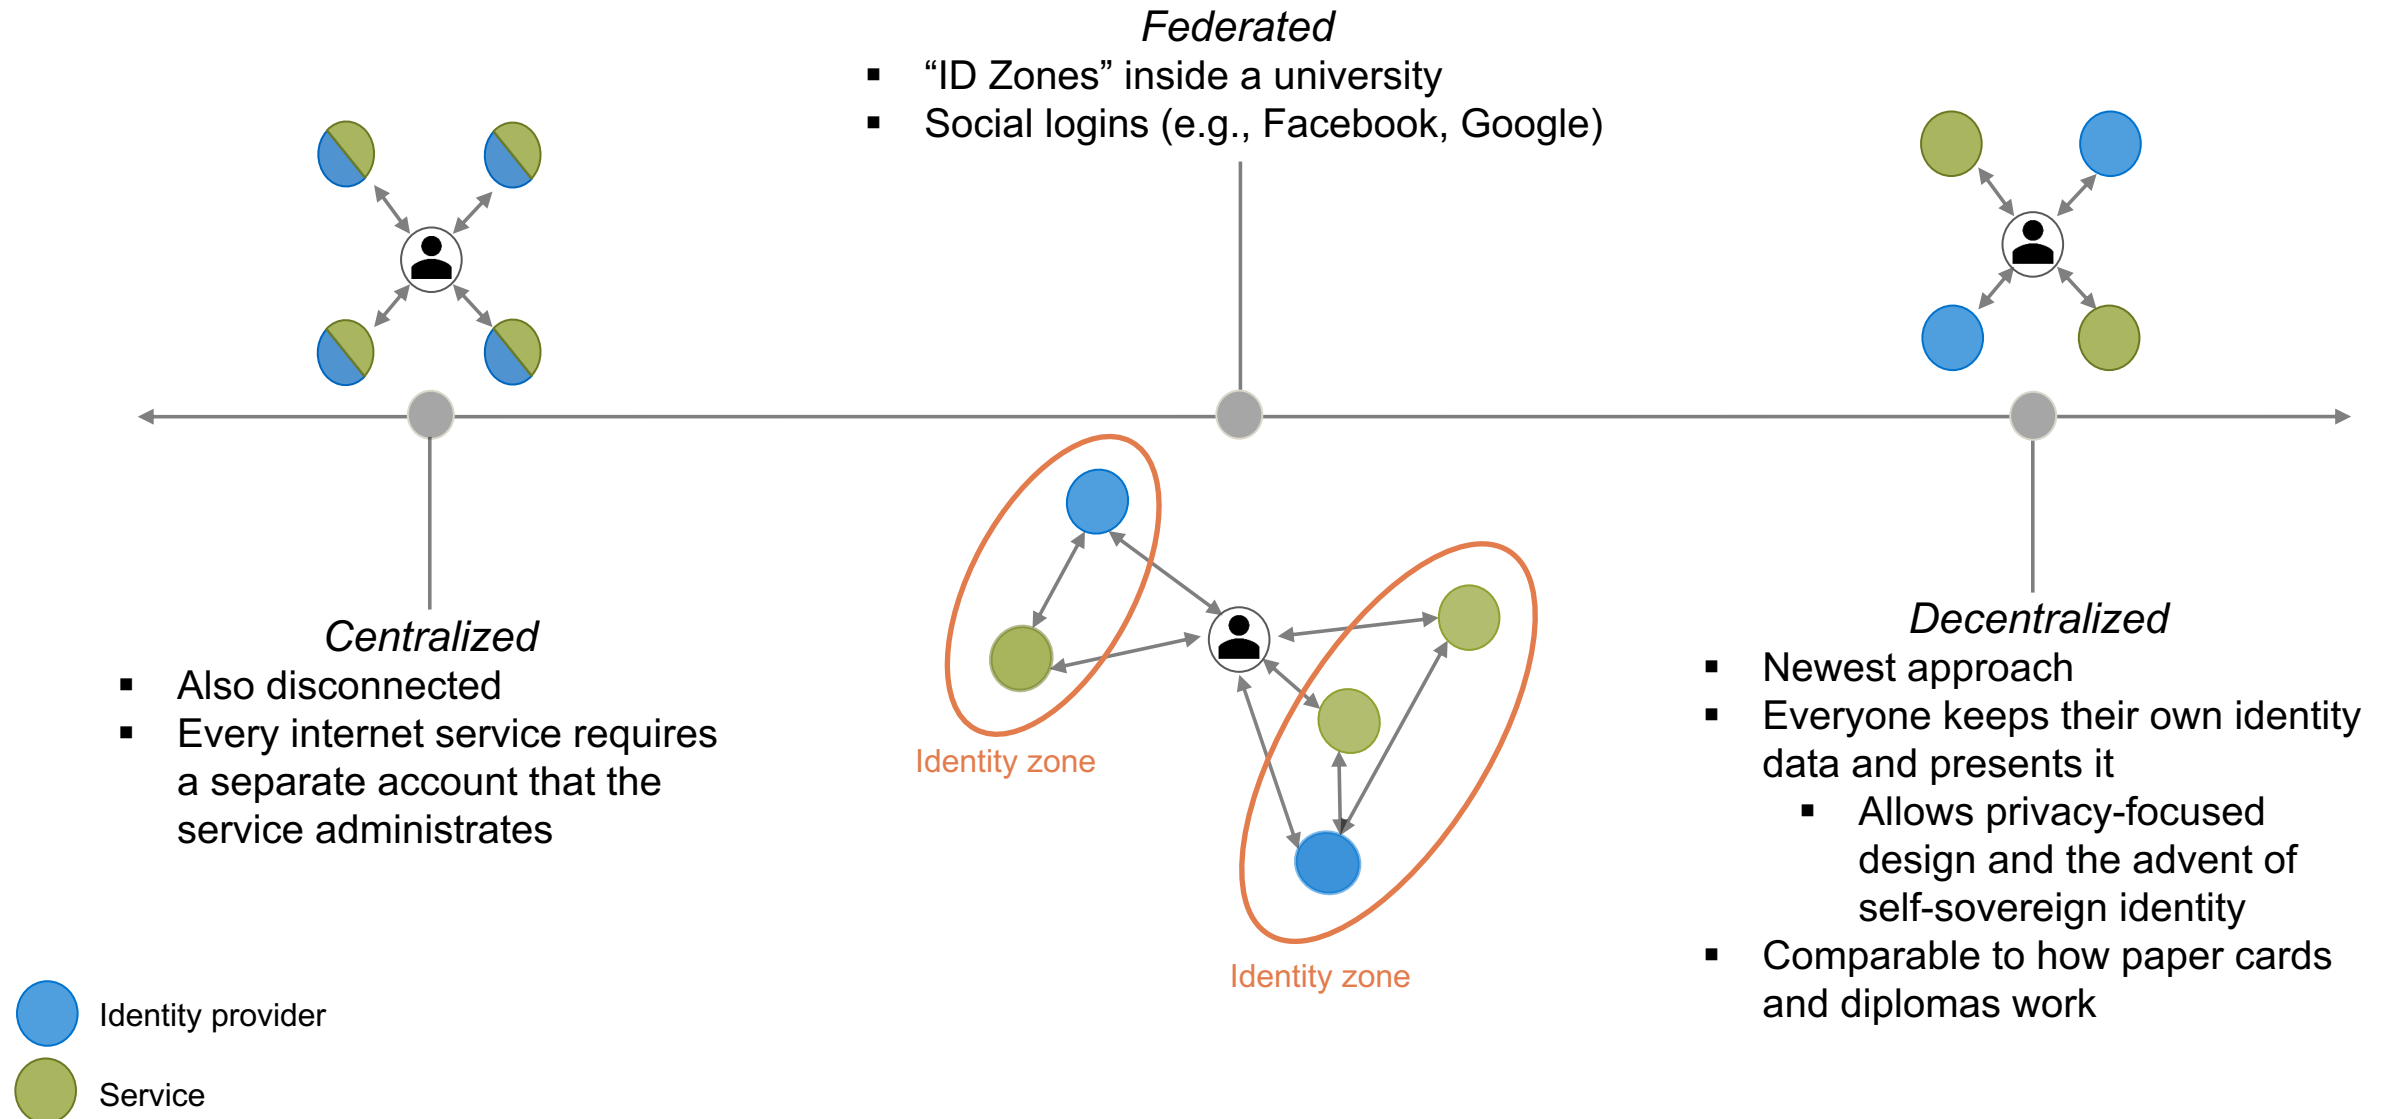 Federated
▪ “ID Zones” inside a university
▪ Social logins (e.g., Facebook, Google)
Centralized
▪ Also disconnected
▪ Every internet service requires
a separate account that the
service administrates
Identity zone
Identity zone
Decentralized
▪ Newest approach
▪ Everyone keeps their own identity
data and presents it
▪ Allows privacy-focused
design and the advent of
self-sovereign identity
▪ Comparable to how paper cards
and diplomas work
Identity provider
Service